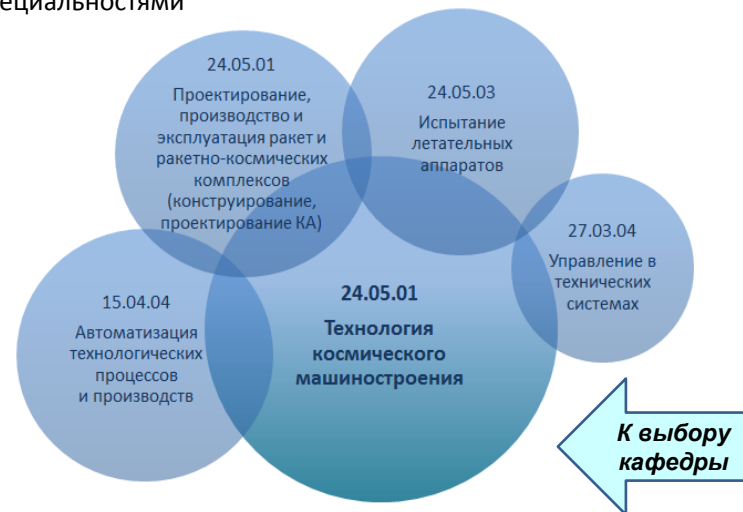 24.05.01
Проектирование,
производство и
эксплуатация ракет и
ракетно-космических
комплексов
(конструирование,
проектирование КА)
24.05.03
Испытание
летательных
аппаратов
27.03.04
Управление в
технических
системах
15.04.04
Автоматизация
технологических
процессов
и производств
24.05.01
Технология
космического
машиностроения
К выбору
кафедры